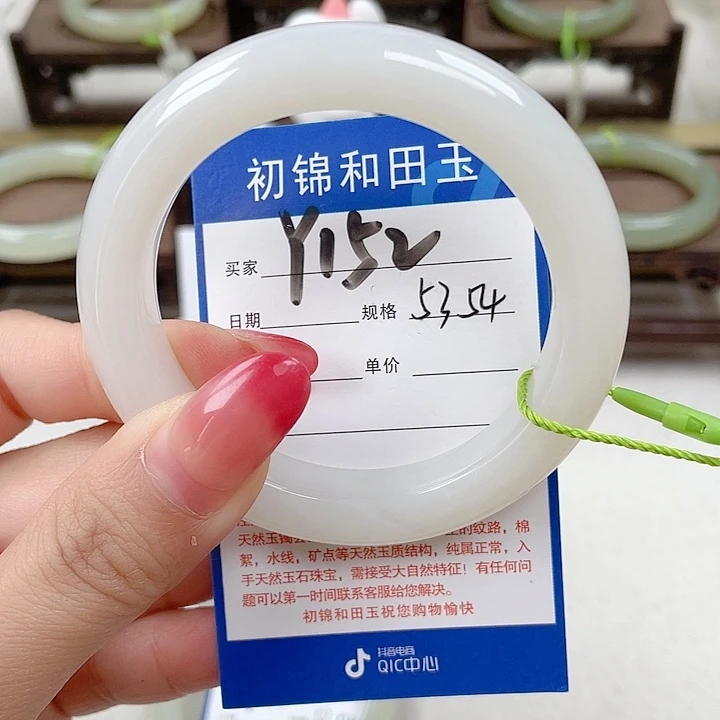 初锦和田玉
买家 Y152
日期 规格 53.54
单价
天然玉镯 的纹路，棉
絮，水线，矿点等天然玉质结构，纯属正常，入
手天然玉石珠宝，需接受大自然特征！有任何问
题可以第一时间联系客服给您解决。
初锦和田玉祝您购物愉快
抖音电商
QIC中心